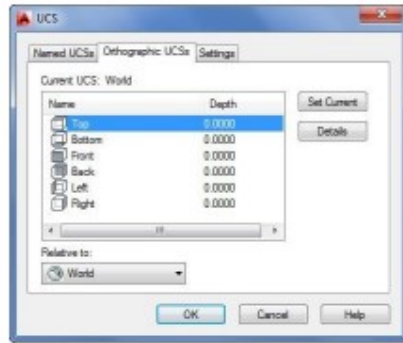 UCS
Named UCSs Orthographic UCSs Settings
Current UCS: World
Name Depth
Top 0.0000
Bottom 0.0000
Front 0.0000
Back 0.0000
Left 0.0000
Right 0.0000
Set Current
Details
Relative to:
World
OK Cancel Help